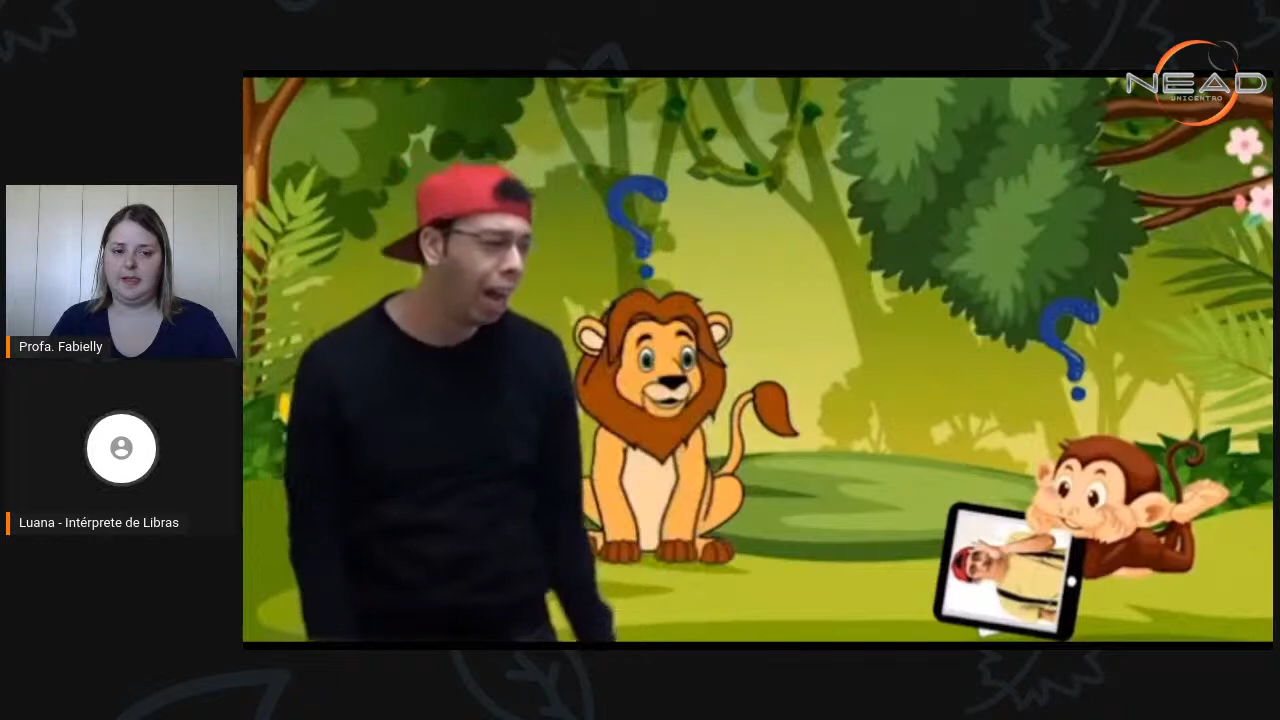 NEAD
UNICENTRO
?
?
Profa. Fabielly
Luana - Intérprete de Libras